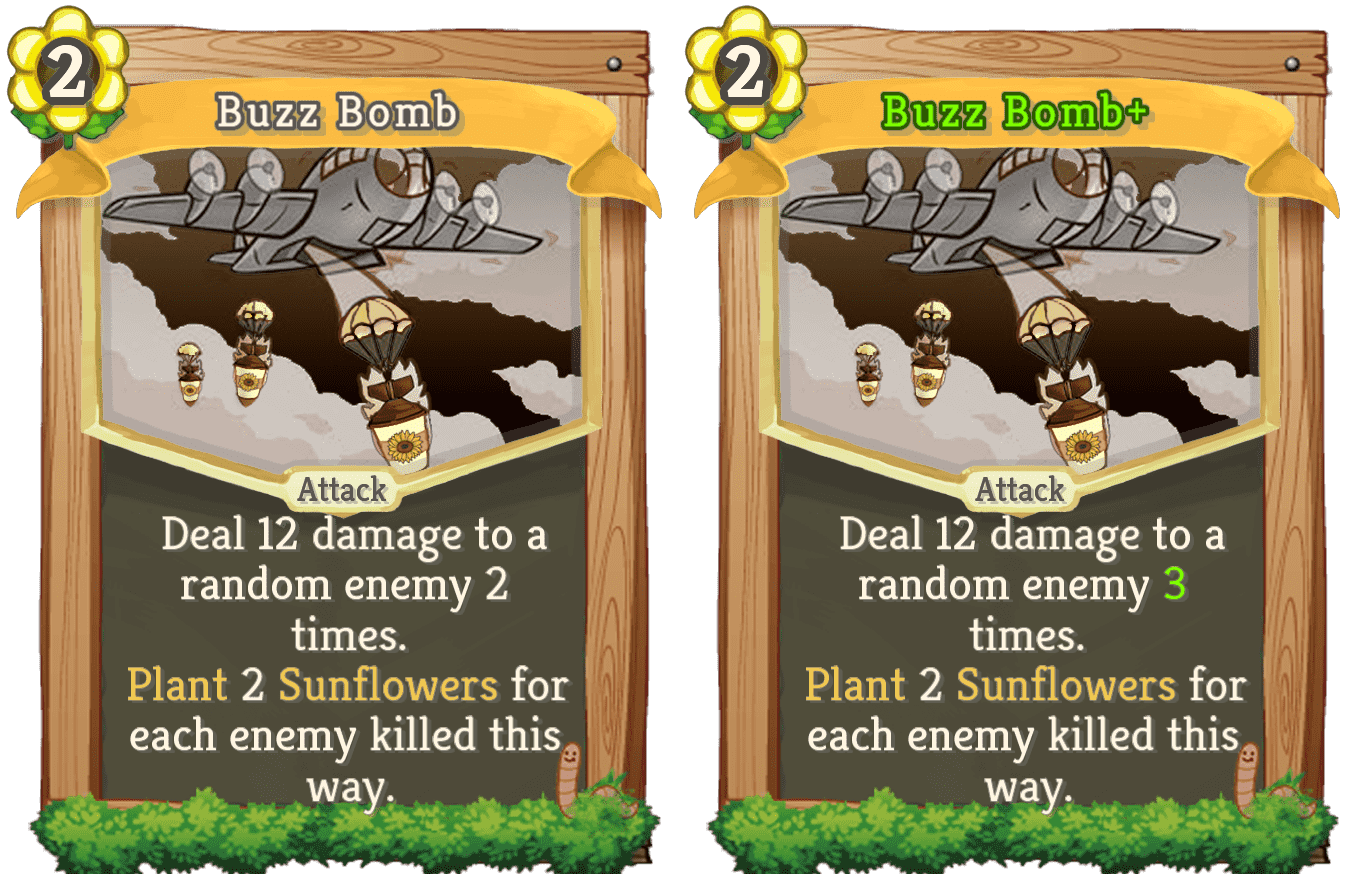 2
Buzz Bomb
Attack
Deal 12 damage to a
random enemy 2
times.
Plant 2 Sunflowers for
each enemy killed this
way.
2
Buzz Bomb+
Attack
Deal 12 damage to a
random enemy 3
times.
Plant 2 Sunflowers for
each enemy killed this
way.